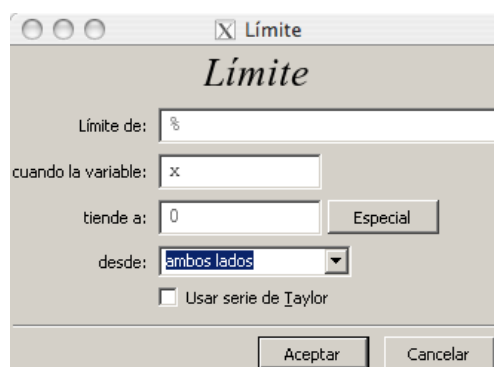 Límite
Límite
Límite de: %
cuando la variable: x
tiende a: 0 Especial
desde: ambos lados
Usar serie de Taylor
Aceptar Cancelar